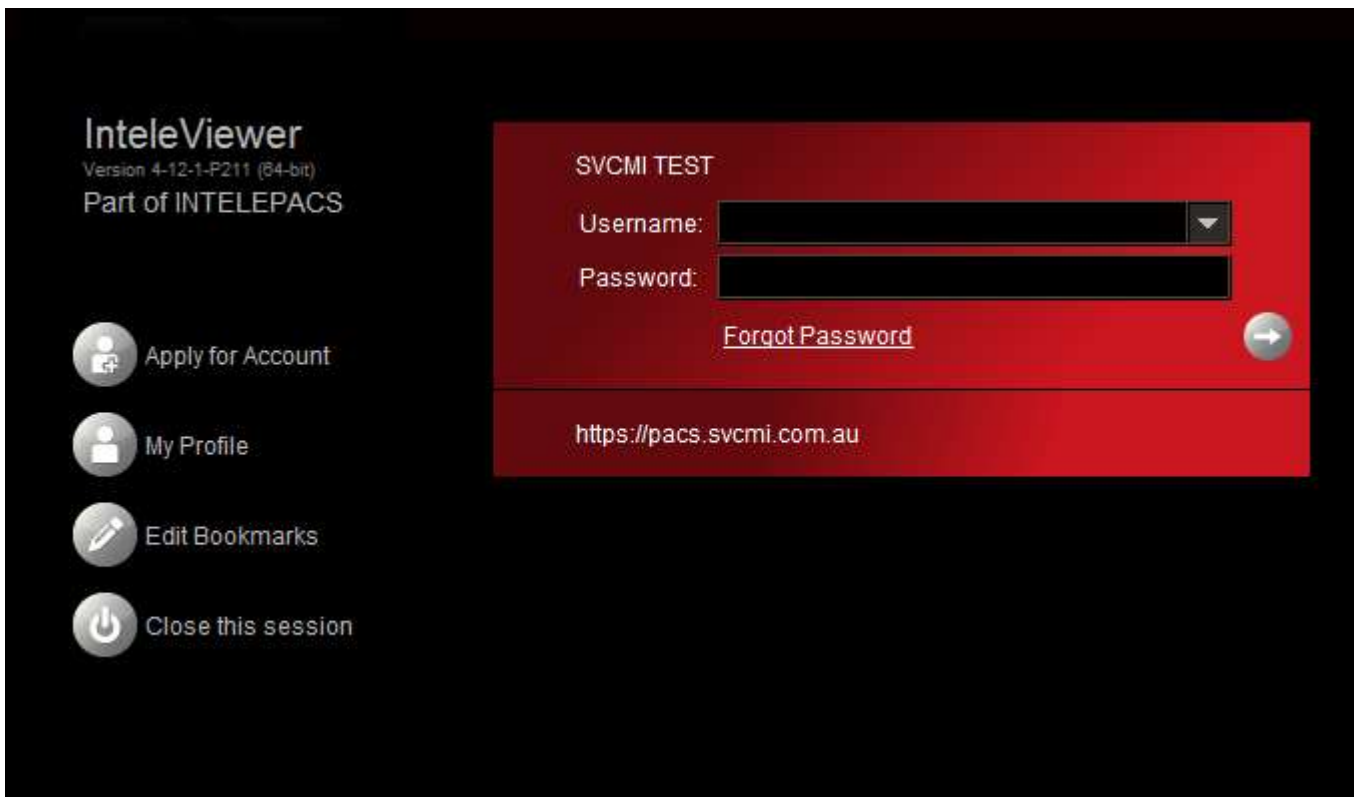 InteleViewer
Version 4-12-1-P211 (64-bit)
Part of INTELEPACS
Apply for Account
My Profile
Edit Bookmarks
Close this session
SVCMI TEST
Username:
Password:
Forgot Password
https://pacs.svcmi.com.au